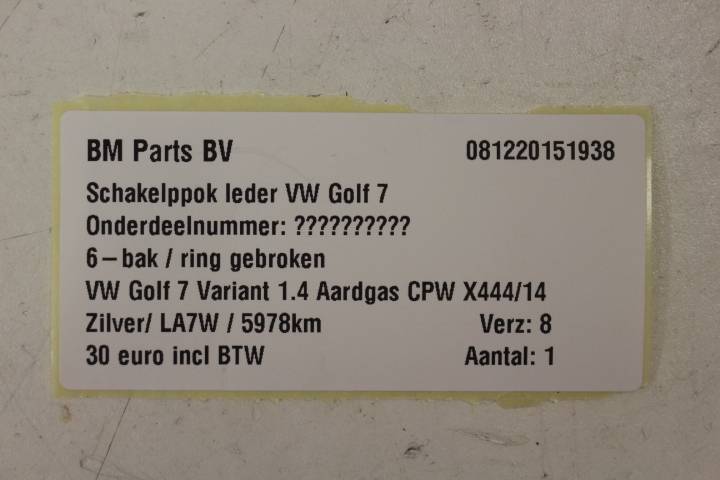 BM Parts BV 081220151938
Schakelppok leder VW Golf 7
Onderdeelnummer: ??????????
6-bak / ring gebroken
VW Golf 7 Variant 1.4 Aardgas CPW X444/14
Zilver/ LA7W / 5978km Verz: 8
30 euro incl BTW Aantal: 1